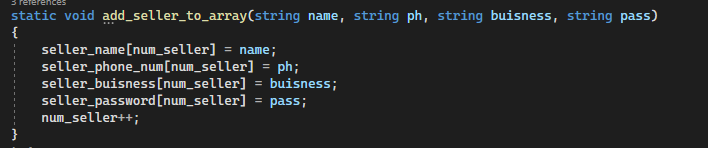 3 references
static void add_seller_to_array(string name, string ph, string buisness, string pass)
{
seller_name[num_seller] = name;
seller_phone_num[num_seller] = ph;
seller_buisness[num_seller] = buisness;
seller_password[num_seller] = pass;
num_seller++;
}